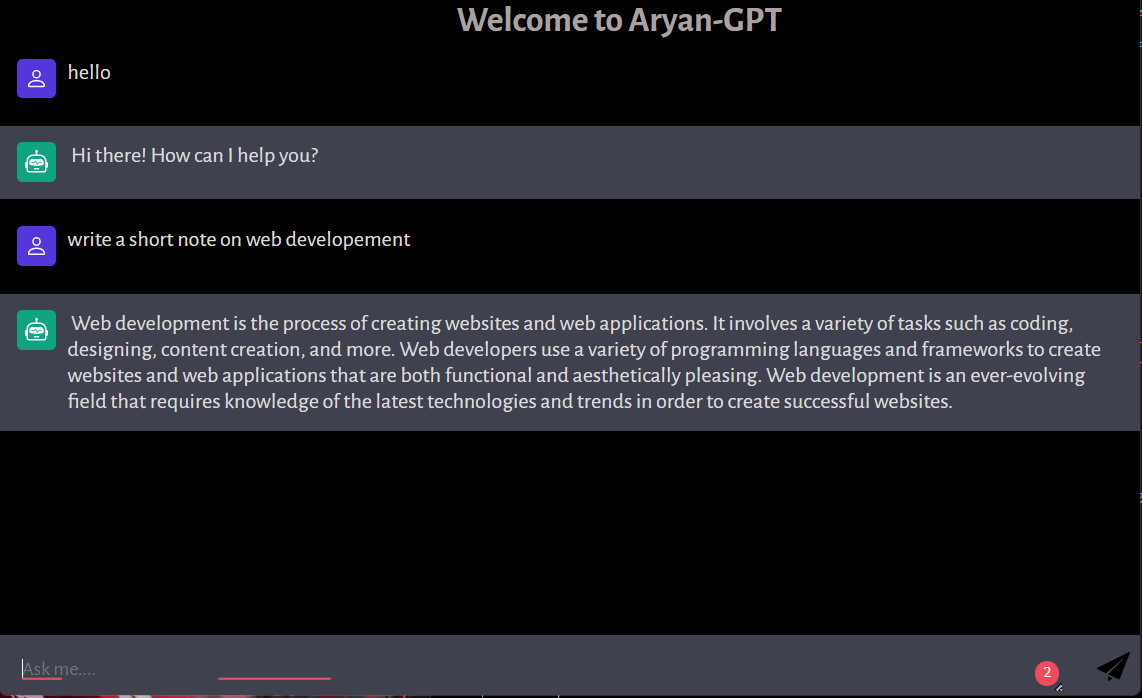 Welcome to Aryan-GPT
hello
Hi there! How can I help you?
write a short note on web developement
Web development is the process of creating websites and web applications. It involves a variety of tasks such as coding,
designing, content creation, and more. Web developers use a variety of programming languages and frameworks to create
websites and web applications that are both functional and aesthetically pleasing. Web development is an ever-evolving
field that requires knowledge of the latest technologies and trends in order to create successful websites.
Ask me....
2